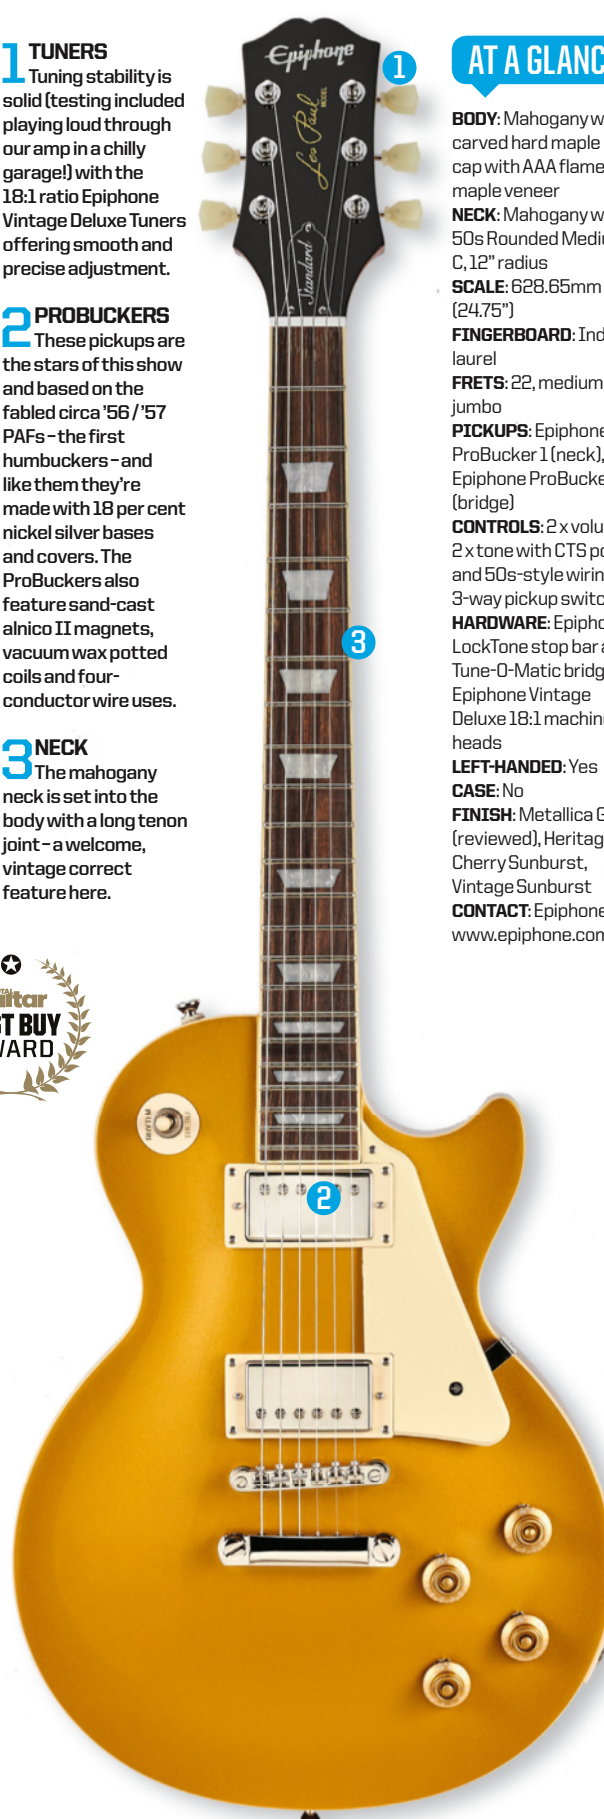 1 TUNERS
Tuning stability is
solid (testing included
playing loud through
our amp in a chilly
garage!) with the
18:1 ratio Epiphone
Vintage Deluxe Tuners
offering smooth and
precise adjustment.
2 PROBUCKERS
These pickups are
the stars of this show
and based on the
fabled circa ’56 / ’57
PAFs – the first
humbuckers – and
like them they’re
made with 18 per cent
nickel silver bases
and covers. The
ProBuckers also
feature sand-cast
alnico II magnets,
vacuum wax potted
coils and four-
conductor wire uses.
3 NECK
The mahogany
neck is set into the
body with a long tenon
joint – a welcome,
vintage correct
feature here.
BUY
Epiphone
Les Paul
MODEL
Standard
1
3
RHYTHM
TREBLE
2
AT A GLANC
BODY: Mahogany w
carved hard maple
cap with AAA flame
maple veneer
NECK: Mahogany w
50s Rounded Mediu
C, 12” radius
SCALE: 628.65mm
(24.75”)
FINGERBOARD: Ind
laurel
FRETS: 22, medium
jumbo
PICKUPS: Epiphone
ProBucker 1 (neck),
Epiphone ProBucke
(bridge)
CONTROLS: 2 x volu
2 x tone with CTS po
and 50s-style wirin
3-way pickup switc
HARDWARE: Epipho
LockTone stop bar a
Tune-O-Matic bridg
Epiphone Vintage
Deluxe 18:1 machin
heads
LEFT-HANDED: Yes
CASE: No
FINISH: Metallica G
(reviewed), Heritag
Cherry Sunburst,
Vintage Sunburst
CONTACT: Epiphone
www.epiphone.com